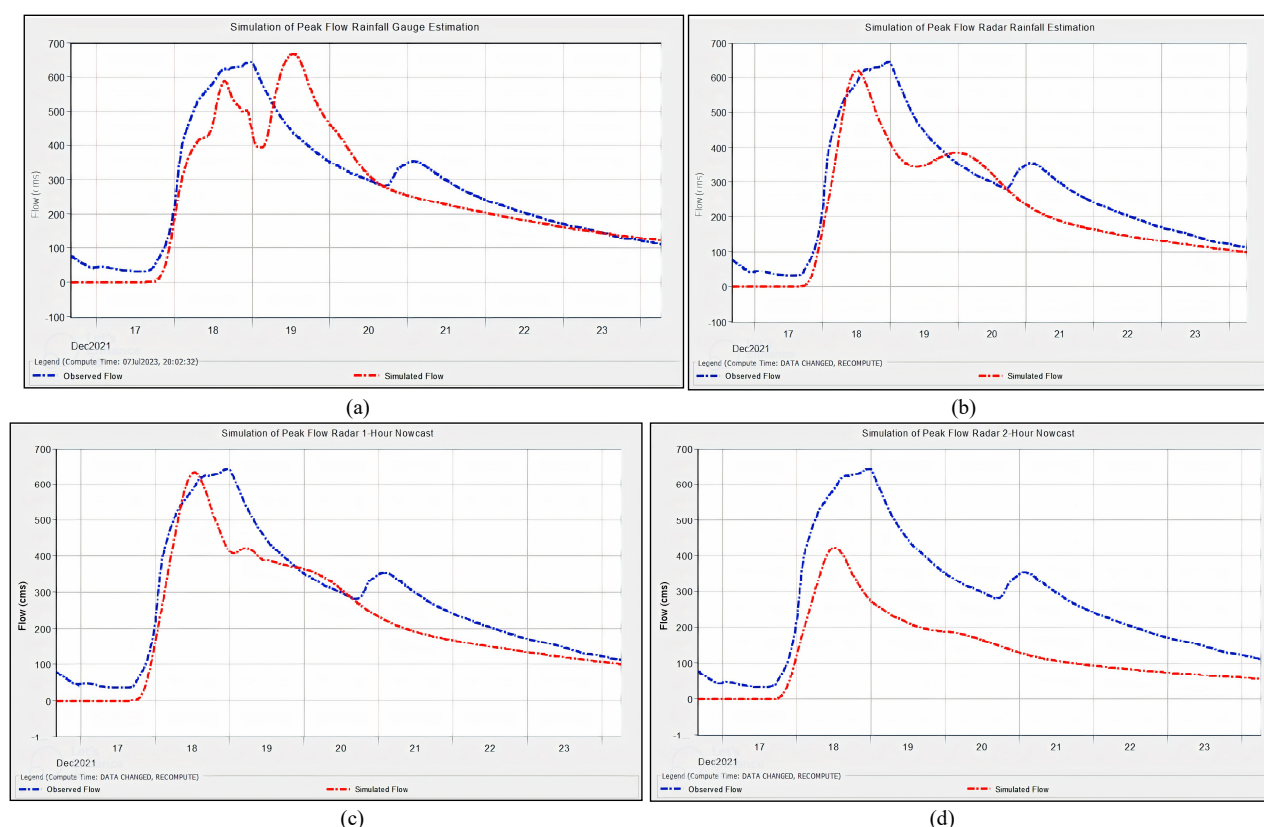 Simulation of Peak Flow Rainfall Gauge Estimation
700
600
500
400
300
200
100
0
-100
Flow (cms)
17
18
19
20
21
22
23
Dec2021
Legend (Compute Time: 07Jul2023, 20:02:32)
Observed Flow
Simulated Flow
(a)
Simulation of Peak Flow Radar Rainfall Estimation
700
600
500
400
300
200
100
0
-100
Flow (cms)
17
18
19
20
21
22
23
Dec2021
Legend (Compute Time: DATA CHANGED, RECOMPUTE)
Observed Flow
Simulated Flow
(b)
Simulation of Peak Flow Radar 1-Hour Nowcast
700
600
500
400
300
200
100
0
-1
Flow (cms)
17
18
19
20
21
22
23
Dec2021
Legend (Compute Time: DATA CHANGED, RECOMPUTE)
Observed Flow
Simulated Flow
(c)
Simulation of Peak Flow Radar 2-Hour Nowcast
700
600
500
400
300
200
100
0
-1
Flow (cms)
17
18
19
20
21
22
23
Dec2021
Legend (Compute Time: DATA CHANGED, RECOMPUTE)
Observed Flow
Simulated Flow
(d)